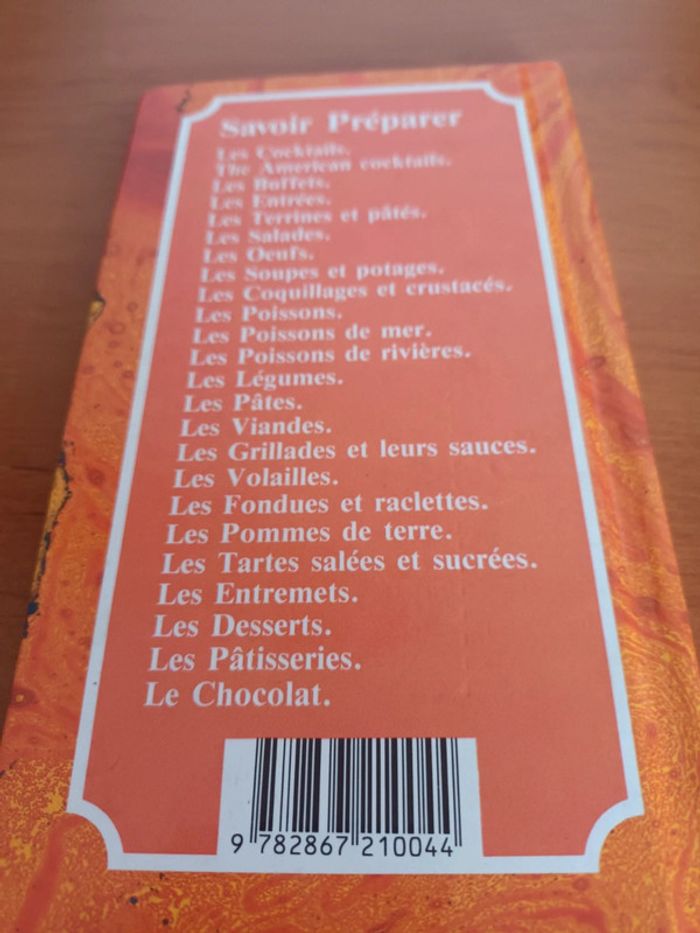 Savoir Préparer
Les Cocktails.
The American cocktails.
Les Buffets.
Les Entrées.
Les Terrines et pâtés.
Les Salades.
Les Oeufs.
Les Soupes et potages.
Les Coquillages et crustacés.
Les Poissons.
Les Poissons de mer.
Les Poissons de rivières.
Les Légumes.
Les Pâtes.
Les Viandes.
Les Grillades et leurs sauces.
Les Volailles.
Les Fondues et raclettes.
Les Pommes de terre.
Les Tartes salées et sucrées.
Les Entremets.
Les Desserts.
Les Pâtisseries.
Le Chocolat.
9 782867 210044